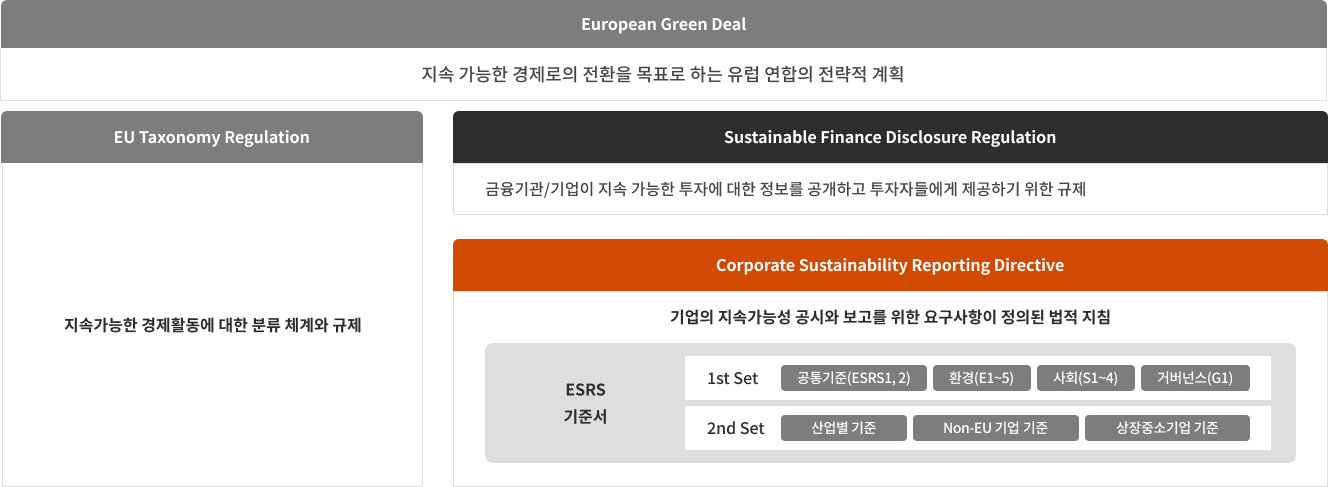 European Green Deal
지속 가능한 경제로의 전환을 목표로 하는 유럽 연합의 전략적 계획
EU Taxonomy Regulation
지속가능한 경제활동에 대한 분류 체계와 규제
Sustainable Finance Disclosure Regulation
금융기관/기업이 지속 가능한 투자에 대한 정보를 공개하고 투자자들에게 제공하기 위한 규제
Corporate Sustainability Reporting Directive
기업의 지속가능성 공시와 보고를 위한 요구사항이 정의된 법적 지침
ESRS
기준서
1st Set 공통기준(ESRS1, 2) 환경(E1~5) 사회(S1~4) 거버넌스(G1)
2nd Set 산업별 기준 Non-EU 기업 기준 상장중소기업 기준